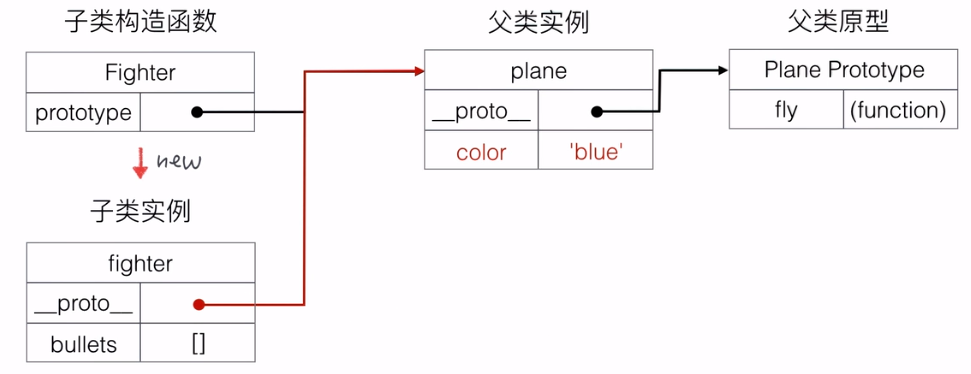 子类构造函数
父类实例
父类原型
Fighter
prototype
plane
__proto__
color 'blue'
Plane Prototype
fly (function)
new
子类实例
fighter
__proto__
bullets []